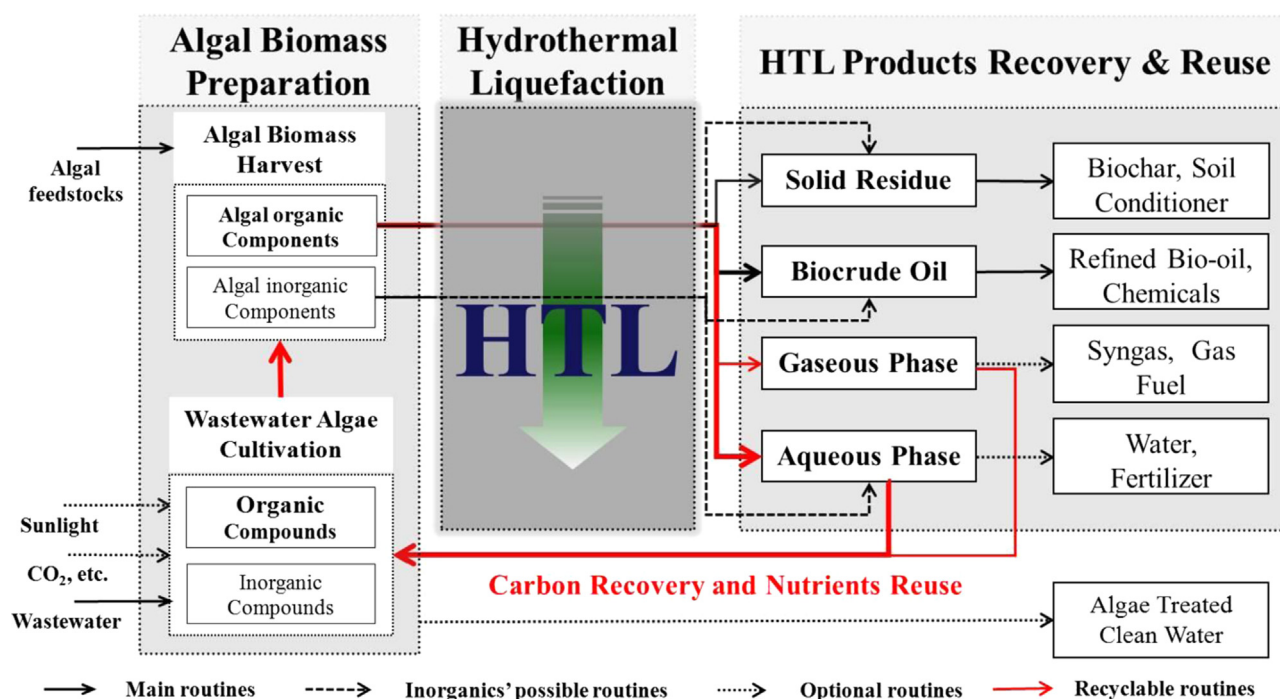 Algal Biomass
Preparation
Hydrothermal
Liquefaction
HTL Products Recovery & Reuse
Algal
feedstocks
Algal Biomass
Harvest
Algal organic
Components
Algal inorganic
Components
Wastewater Algae
Cultivation
Organic
Compounds
Inorganic
Compounds
Sunlight
CO₂, etc.
Wastewater
HTL
Solid Residue
Biocrude Oil
Gaseous Phase
Aqueous Phase
Biochar, Soil
Conditioner
Refined Bio-oil,
Chemicals
Syngas, Gas
Fuel
Water,
Fertilizer
Carbon Recovery and Nutrients Reuse
Algae Treated
Clean Water
Main routines
Inorganics' possible routines
Optional routines
Recyclable routines